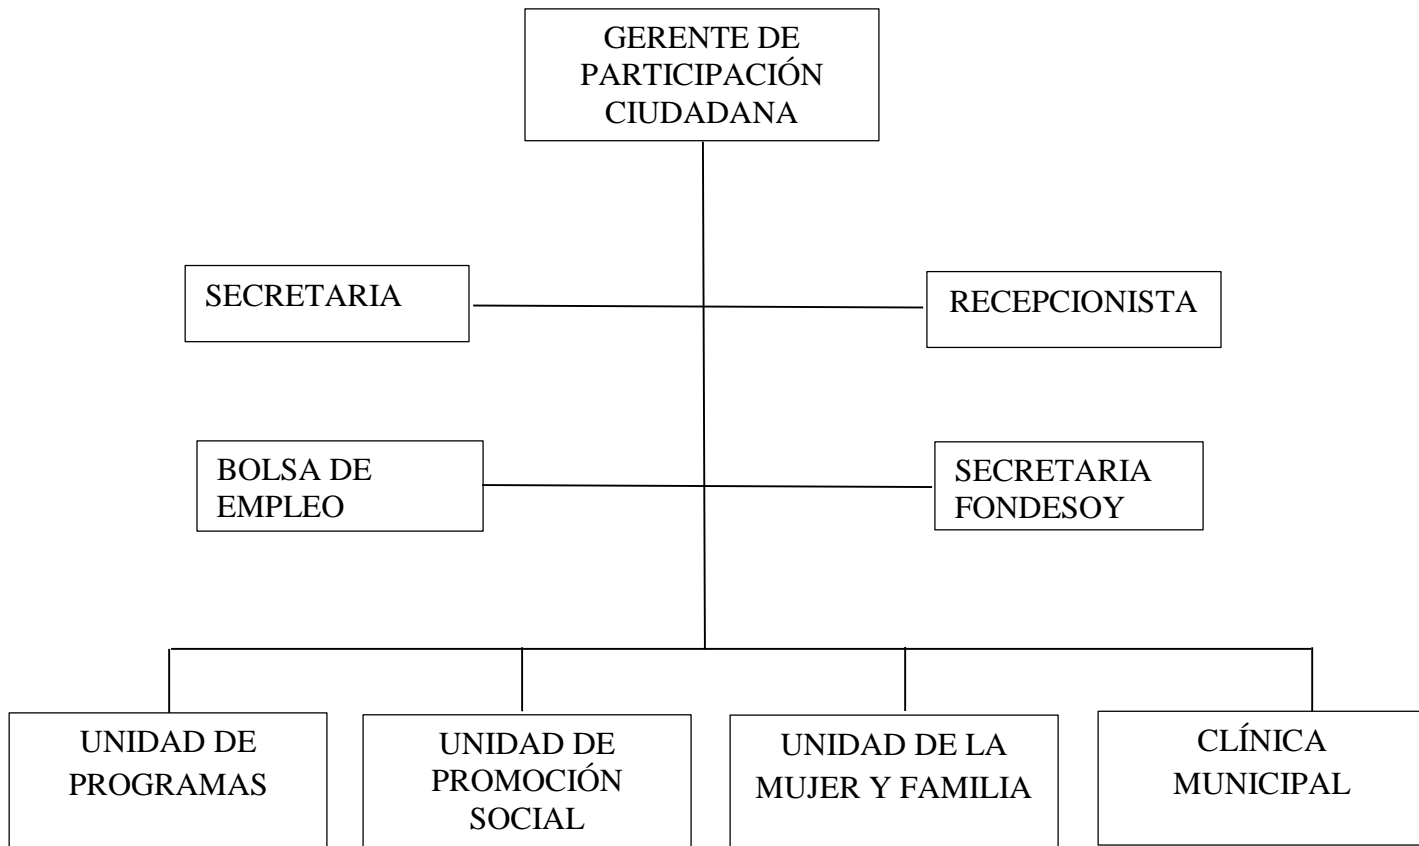 GERENTE DE
PARTICIPACIÓN
CIUDADANA
SECRETARIA
RECEPCIONISTA
BOLSA DE
EMPLEO
SECRETARIA
FONDESOY
UNIDAD DE
PROGRAMAS
UNIDAD DE
PROMOCIÓN
SOCIAL
UNIDAD DE LA
MUJER Y FAMILIA
CLÍNICA
MUNICIPAL